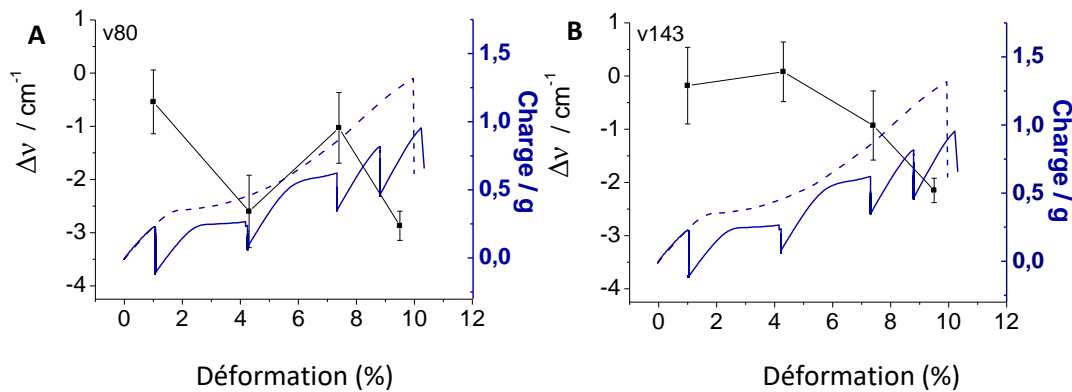 A
v80
1
0
-1
-2
-3
-4
Δν / cm⁻¹
0 2 4 6 8 10 12
Déformation (%)
1,5
1,0
0,5
0,0
Charge / g
B
v143
1
0
-1
-2
-3
-4
Δν / cm⁻¹
0 2 4 6 8 10 12
Déformation (%)
1,5
1,0
0,5
0,0
Charge / g